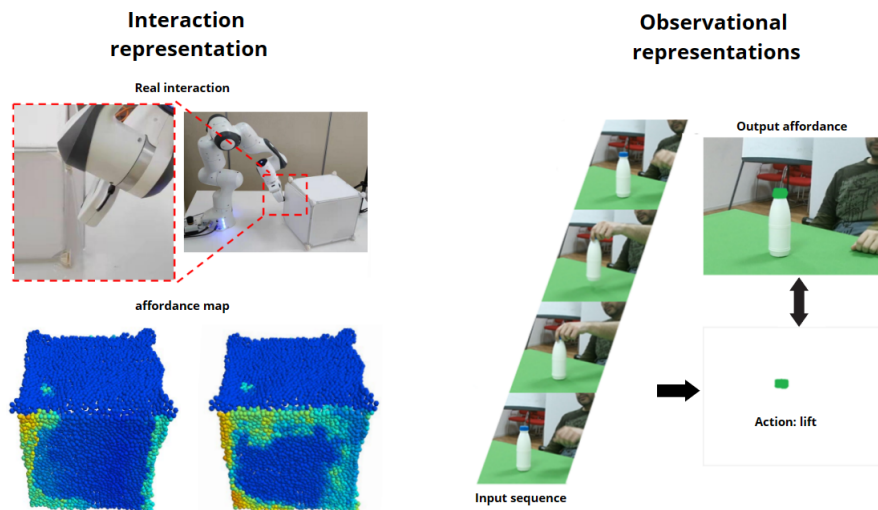 Interaction
representation
Real interaction
affordance map
Observational
representations
Output affordance
Action: lift
Input sequence